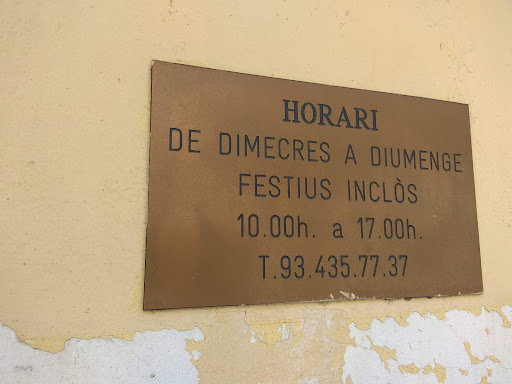 HORARI
DE DIMECRES A DIUMENGE
FESTIUS INCLÒS
10.00h. a 17.00h.
T.93.435.77.37